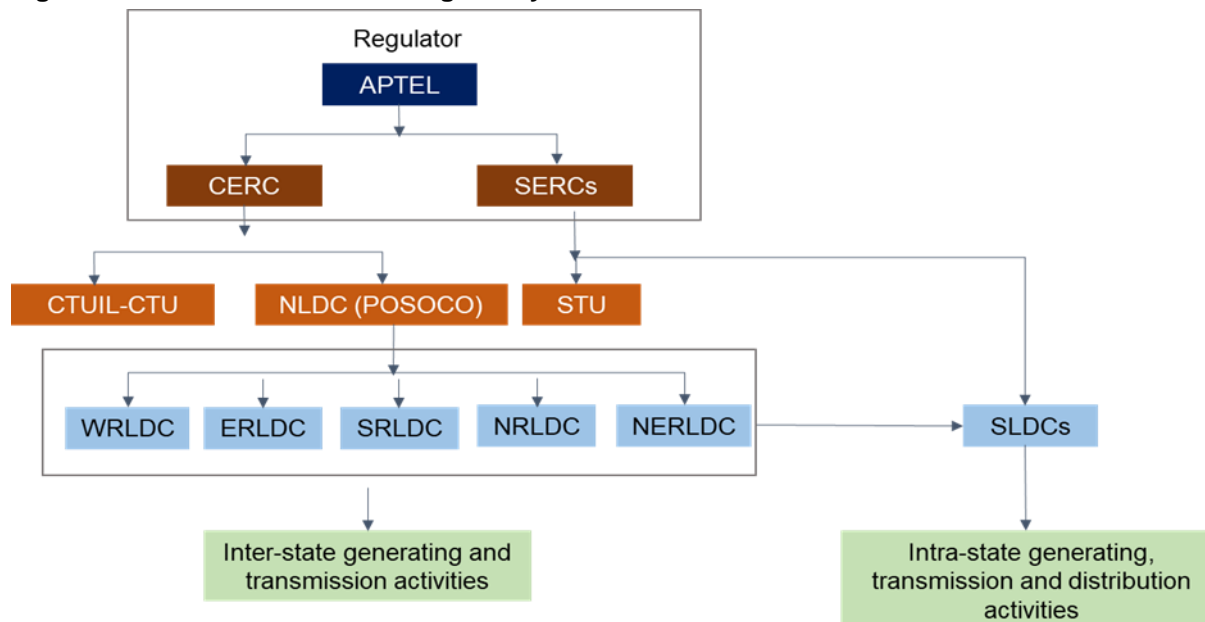 Regulator
APTEL
CERC
SERCs
CTUIL-CTU
NLDC (POSOCO)
STU
WRLDC
ERLDC
SRLDC
NRLDC
NERLDC
SLDCs
Inter-state generating and
transmission activities
Intra-state generating,
transmission and distribution
activities